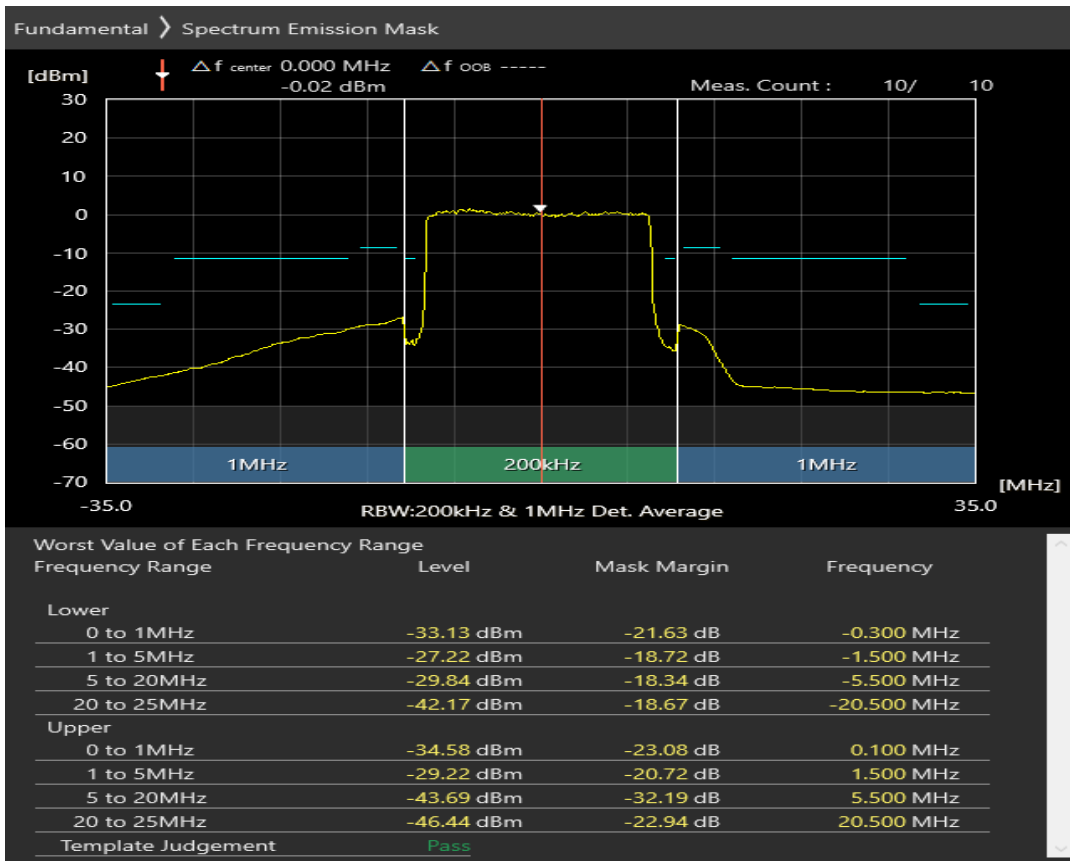 Fundamental ❯ Spectrum Emission Mask
[dBm] △f center 0.000 MHz △f OOB -----
-0.02 dBm Meas. Count : 10/ 10
30
20
10
0
-10
-20
-30
-40
-50
-60
1MHz 200kHz 1MHz
-70 [MHz]
-35.0 RBW:200kHz & 1MHz Det. Average 35.0
Worst Value of Each Frequency Range
Frequency Range Level Mask Margin Frequency
Lower
0 to 1MHz -33.13 dBm -21.63 dB -0.300 MHz
1 to 5MHz -27.22 dBm -18.72 dB -1.500 MHz
5 to 20MHz -29.84 dBm -18.34 dB -5.500 MHz
20 to 25MHz -42.17 dBm -18.67 dB -20.500 MHz
Upper
0 to 1MHz -34.58 dBm -23.08 dB 0.100 MHz
1 to 5MHz -29.22 dBm -20.72 dB 1.500 MHz
5 to 20MHz -43.69 dBm -32.19 dB 5.500 MHz
20 to 25MHz -46.44 dBm -22.94 dB 20.500 MHz
Template Judgement Pass